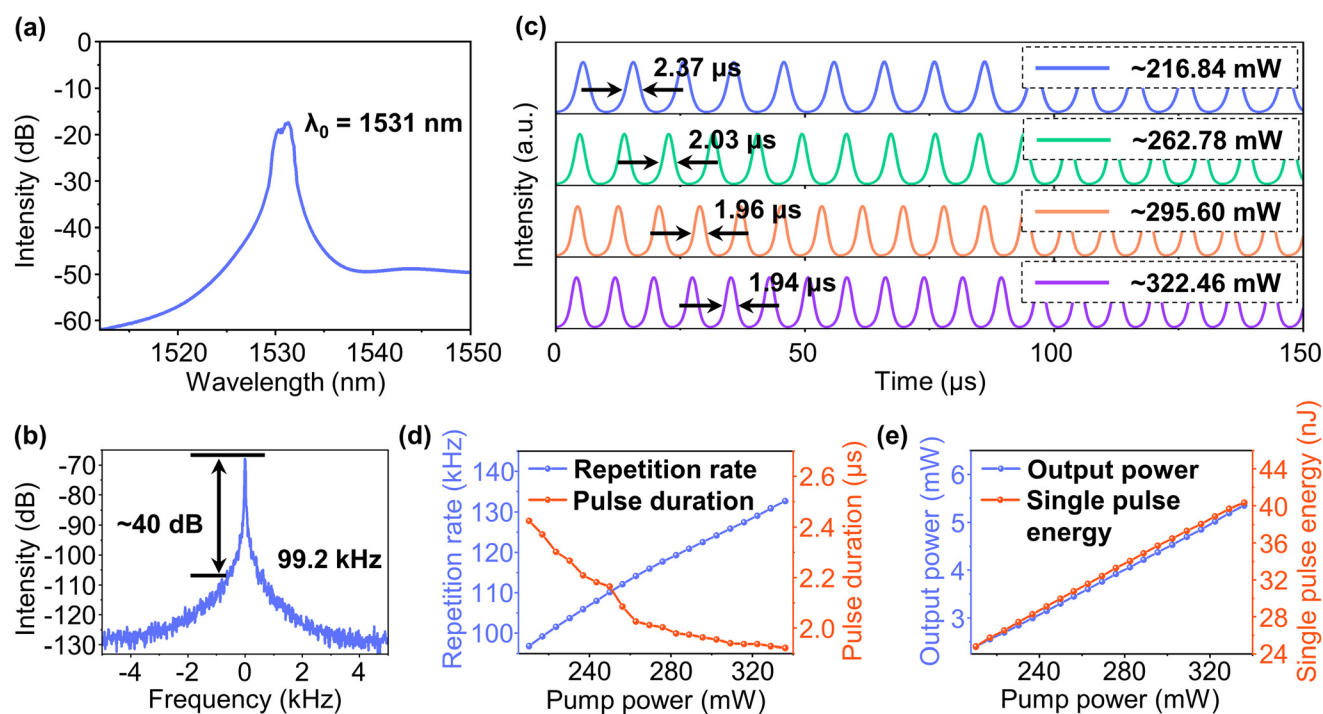 (a)
0
-10
-20
-30
-40
-50
-60
Intensity (dB)
λ0 = 1531 nm
1520
1530
1540
1550
Wavelength (nm)
(c)
Intensity (a.u.)
2.37 μs
~216.84 mW
2.03 μs
~262.78 mW
1.96 μs
~295.60 mW
1.94 μs
~322.46 mW
0
50
100
150
Time (μs)
(b)
-70
-80
-90
-100
-110
-120
-130
Intensity (dB)
~40 dB
99.2 kHz
-4
-2
0
2
4
Frequency (kHz)
(d)
Repetition rate (kHz)
140
130
120
110
100
Repetition rate
Pulse duration
2.6
2.4
2.2
2.0
Pulse duration (μs)
240
280
320
Pump power (mW)
(e)
Output power (mW)
6
5
4
3
Output power
Single pulse
energy
44
40
36
32
28
24
Single pulse energy (nJ)
240
280
320
Pump power (mW)